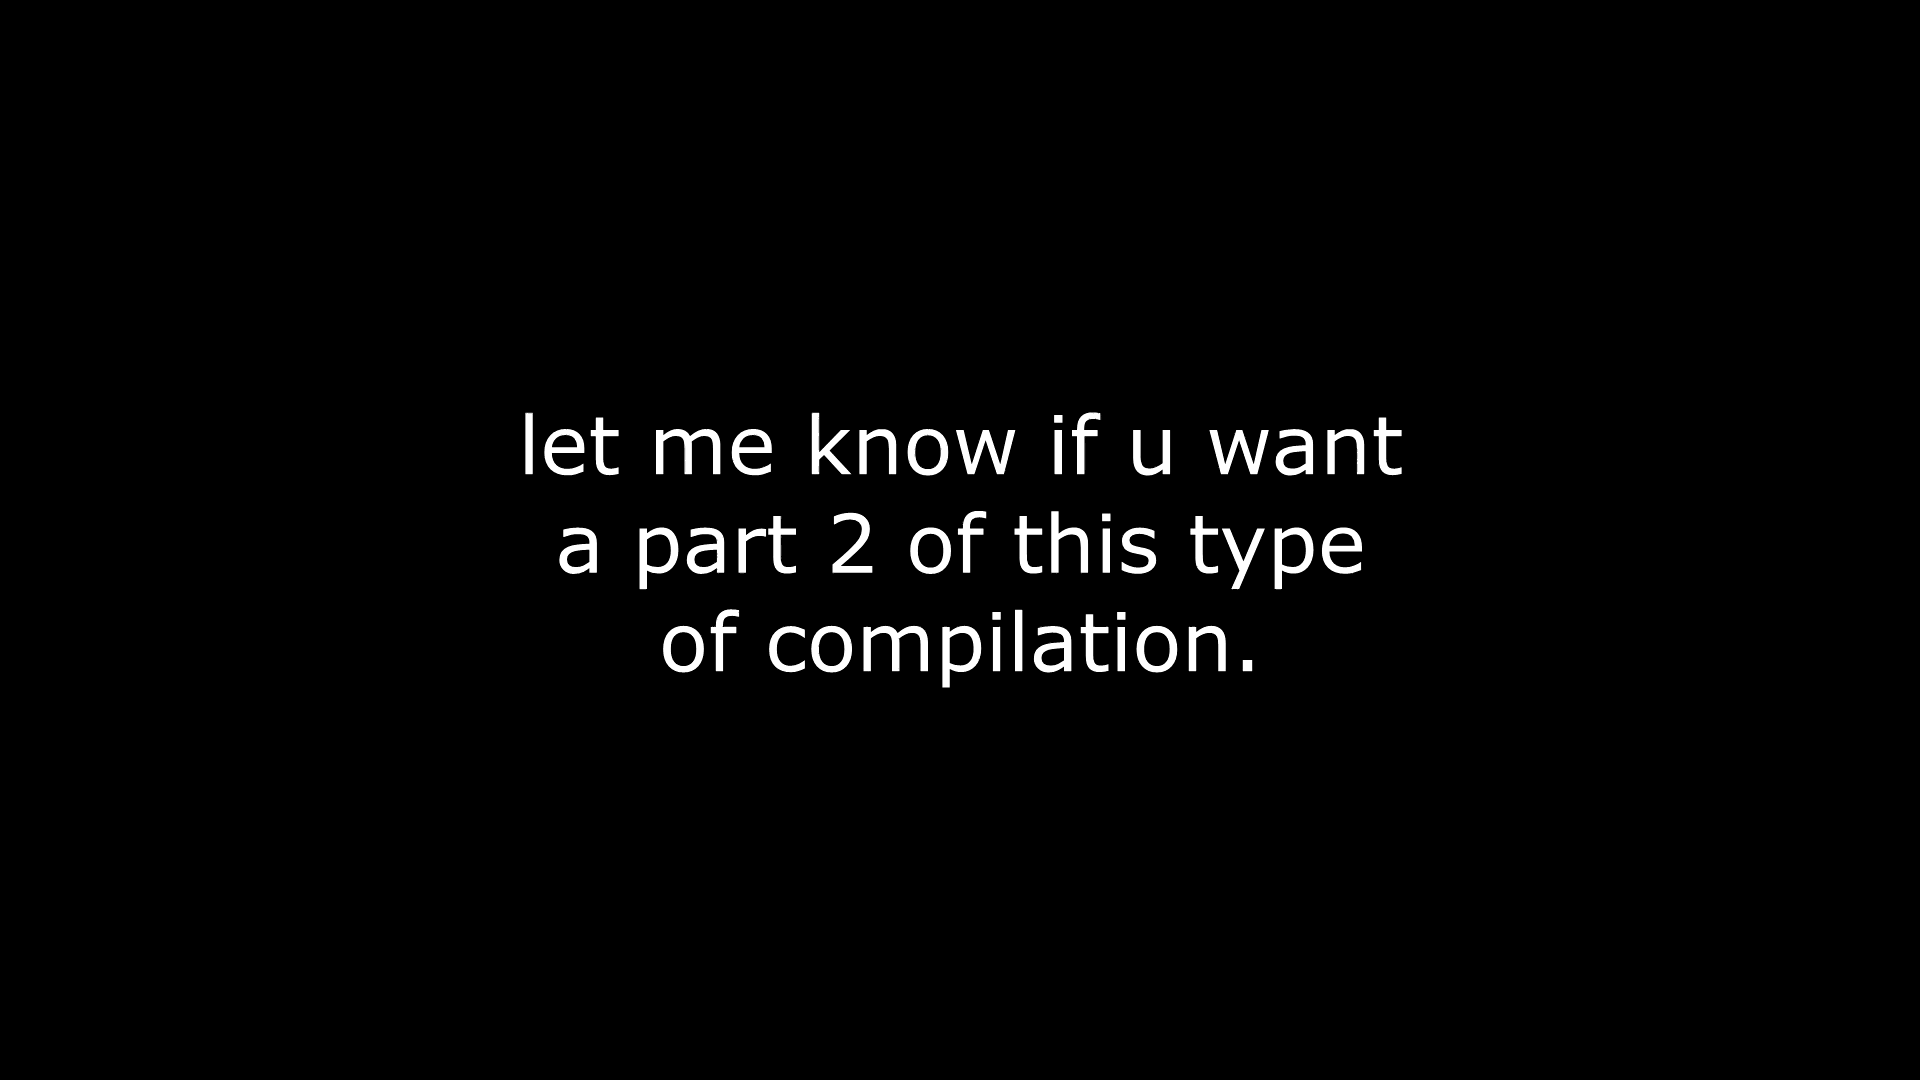 let me know if u want
a part 2 of this type
of compilation.